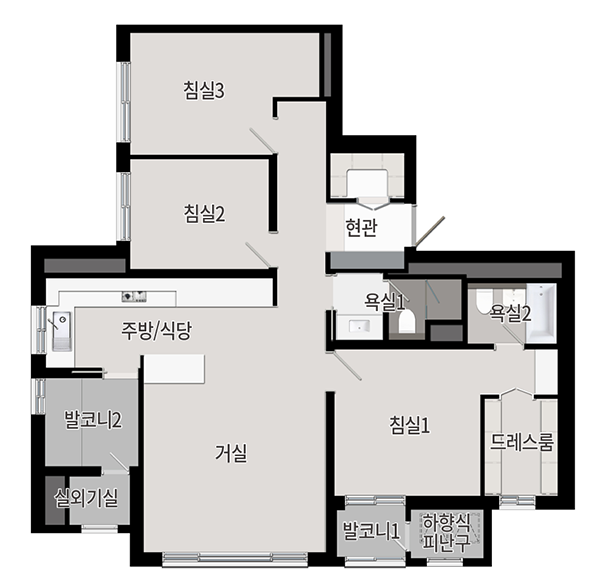 침실3
침실2
현관
욕실1
욕실2
주방/식당
발코니2
거실
침실1
드레스룸
실외기실
발코니1
하향식
피난구